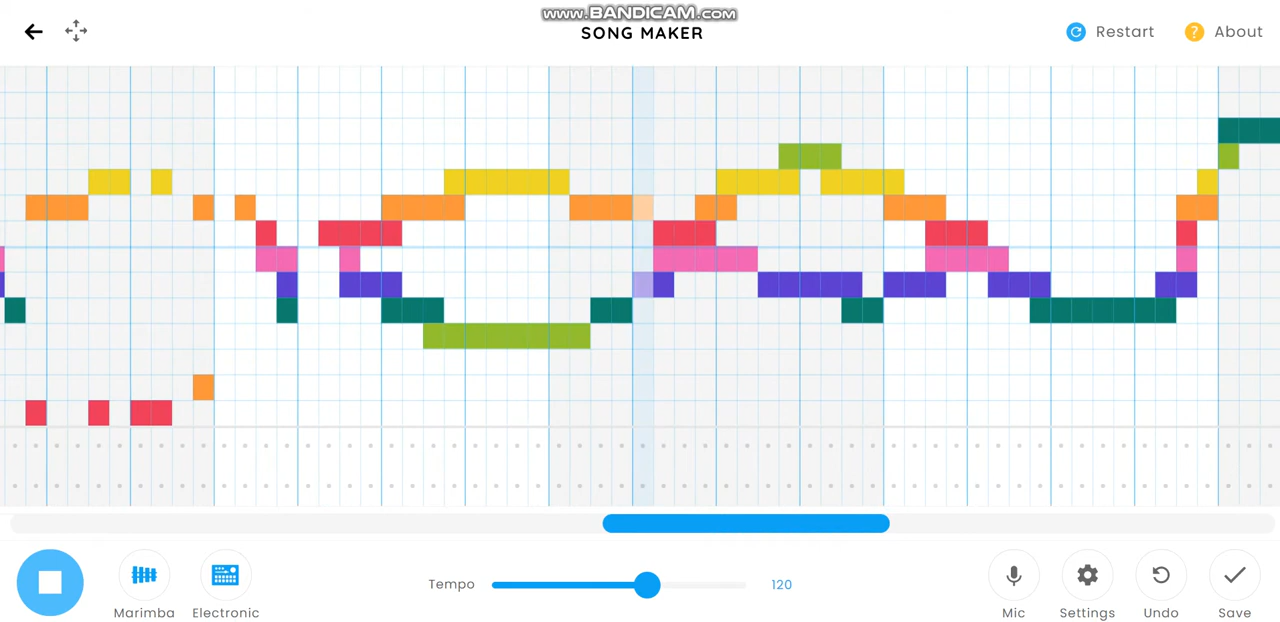 www.BANDICAM.com
SONG MAKER
Restart
About
Tempo
120
Marimba
Electronic
Mic
Settings
Undo
Save